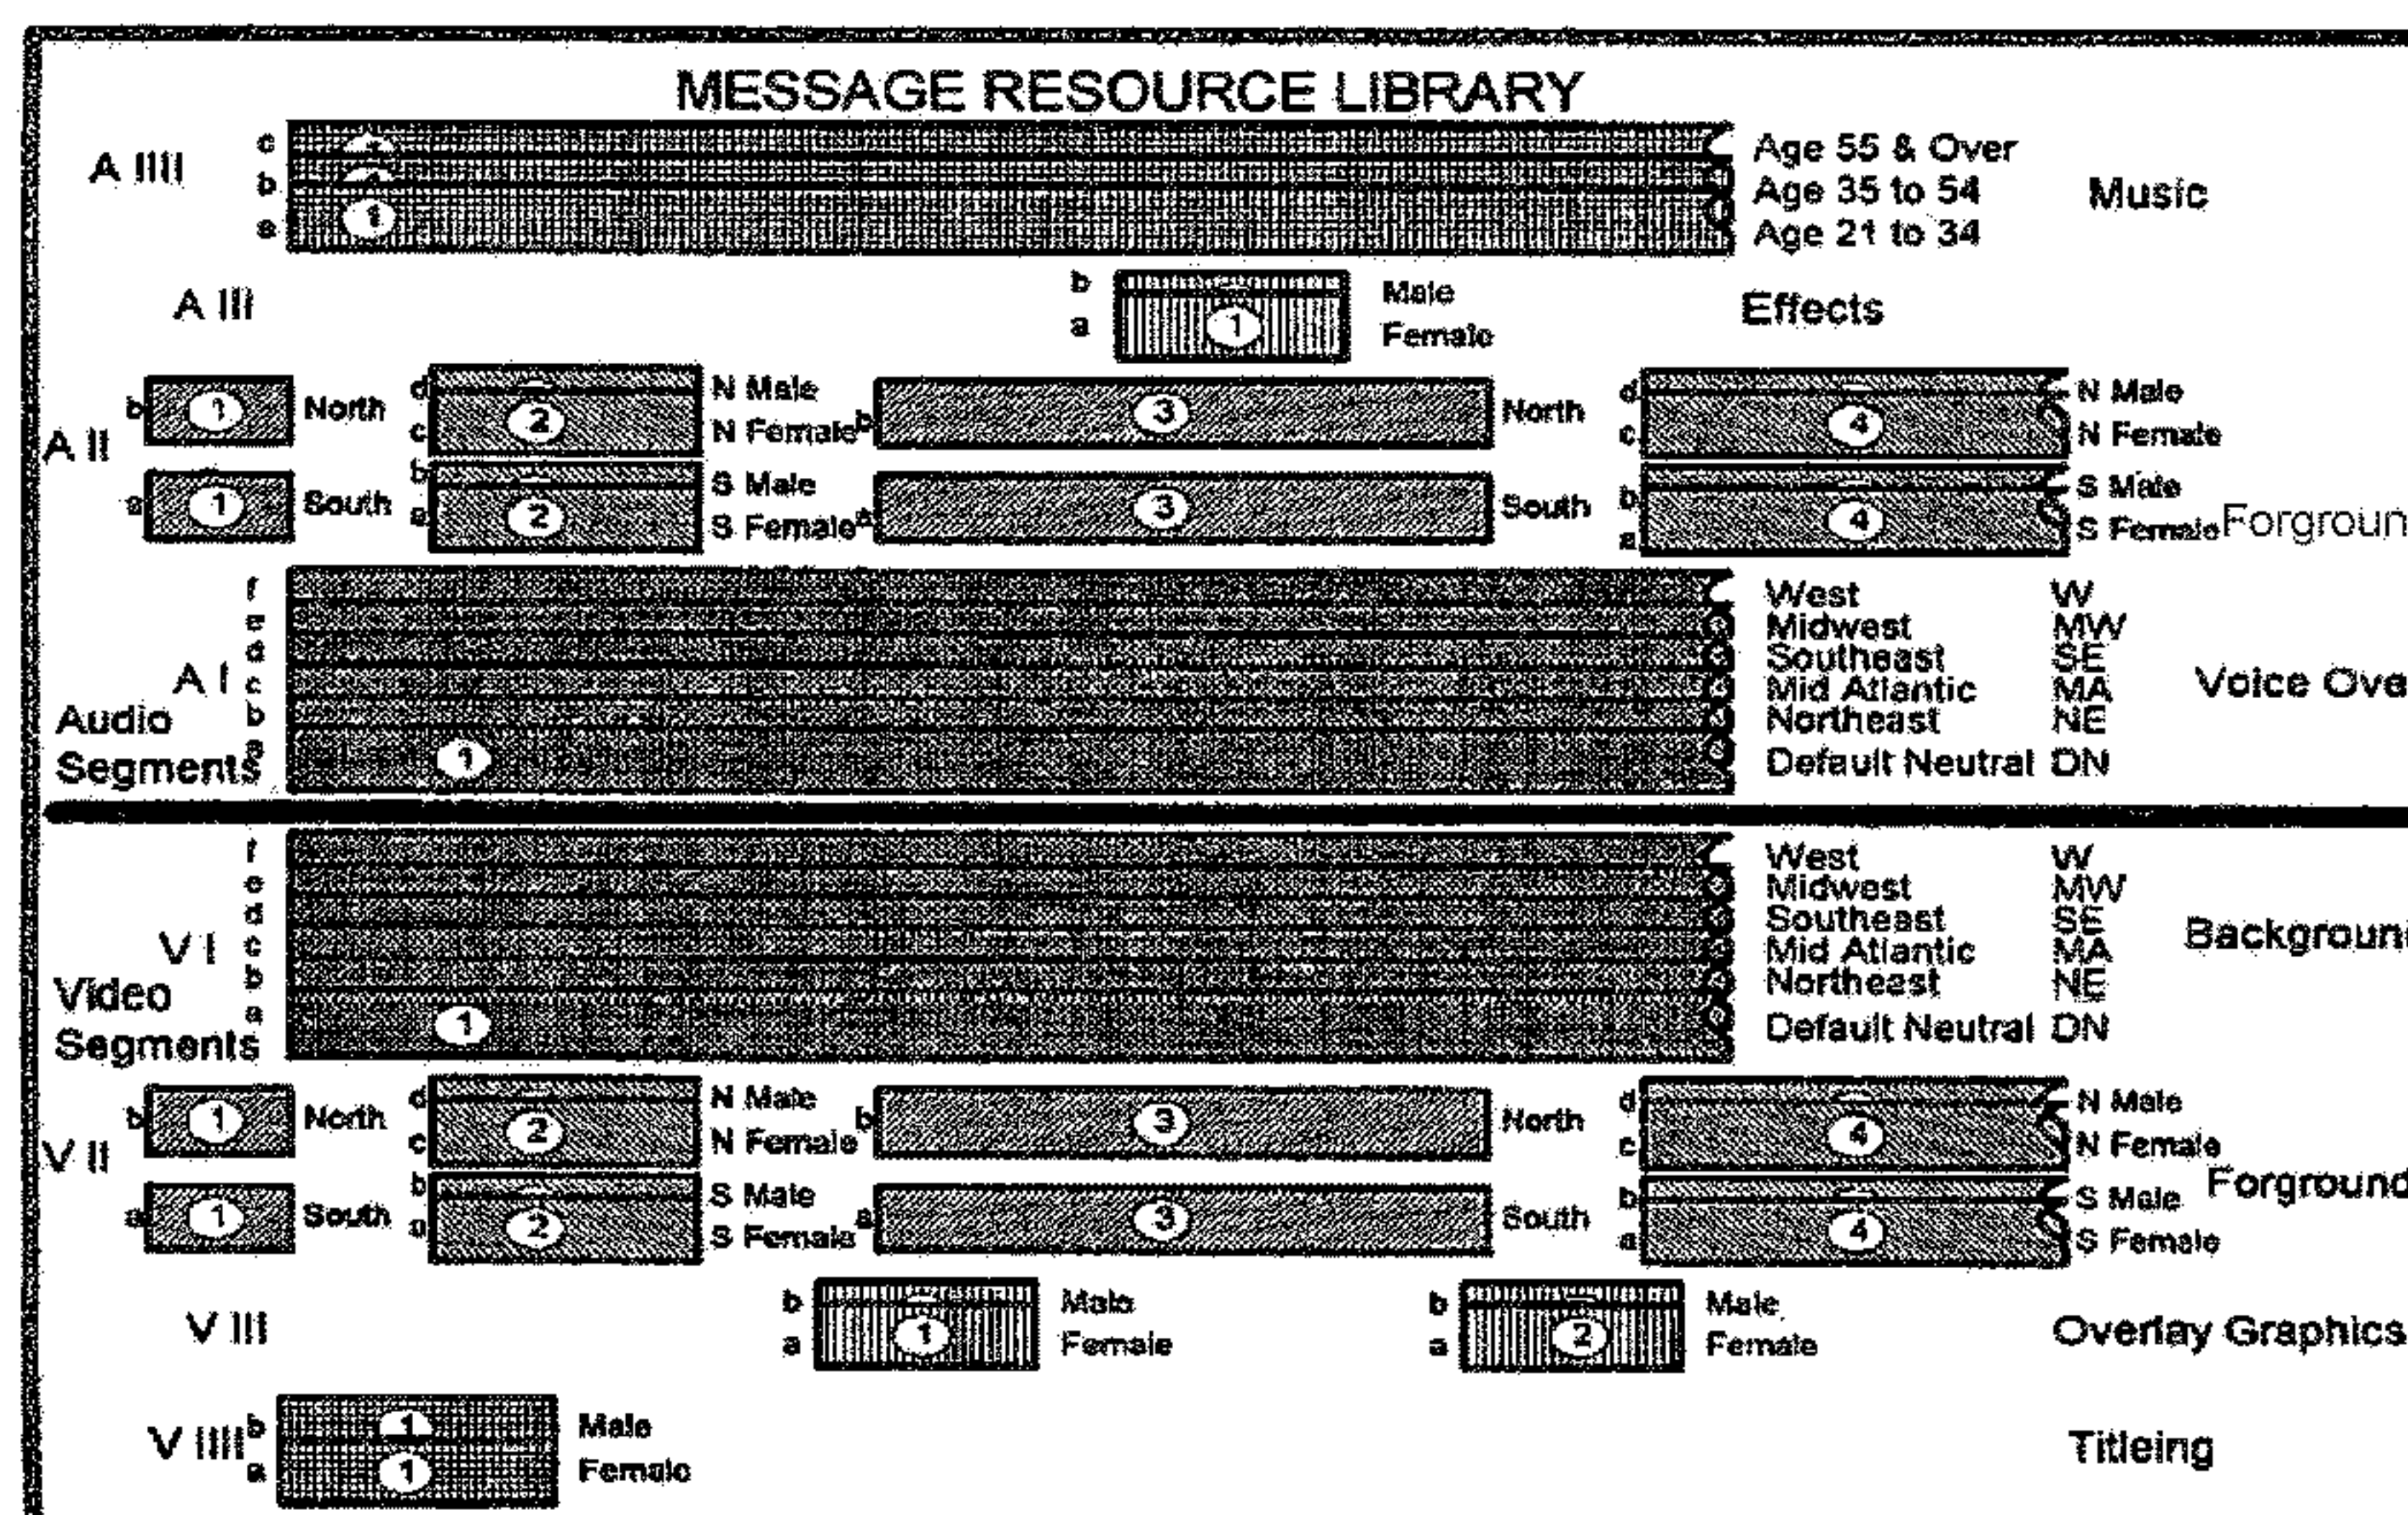 MESSAGE RESOURCE LIBRARY
A IIII
c
b
a
1
1
1
Age 55 & Over
Age 35 to 54
Age 21 to 34
Music
A III
b
a
1
Male
Female
Effects
A II
b 1 North
d
c
2
N Male
N Female
b 3 North
d
c
4
N Male
N Female
a 1 South
b
a
2
S Male
S Female
a 3 South
b
a
4
S Male
S Female
Forgroun
A I
Audio
Segments
f
e
d
c
b
a
1
West W
Midwest MW
Southeast SE
Mid Atlantic MA
Northeast NE
Default Neutral DN
Voice Ove
V I
Video
Segments
f
e
d
c
b
a
1
West W
Midwest MW
Southeast SE
Mid Atlantic MA
Northeast NE
Default Neutral DN
Background
V II
b 1 North
d
c
2
N Male
N Female
b 3 North
d
c
4
N Male
N Female
a 1 South
b
a
2
S Male
S Female
a 3 South
b
a
4
S Male
S Female
Forground
V III
b
a
1
Male
Female
b
a
2
Male
Female
Overlay Graphics
V IIII
b 1 Male
a 1 Female
Titleing